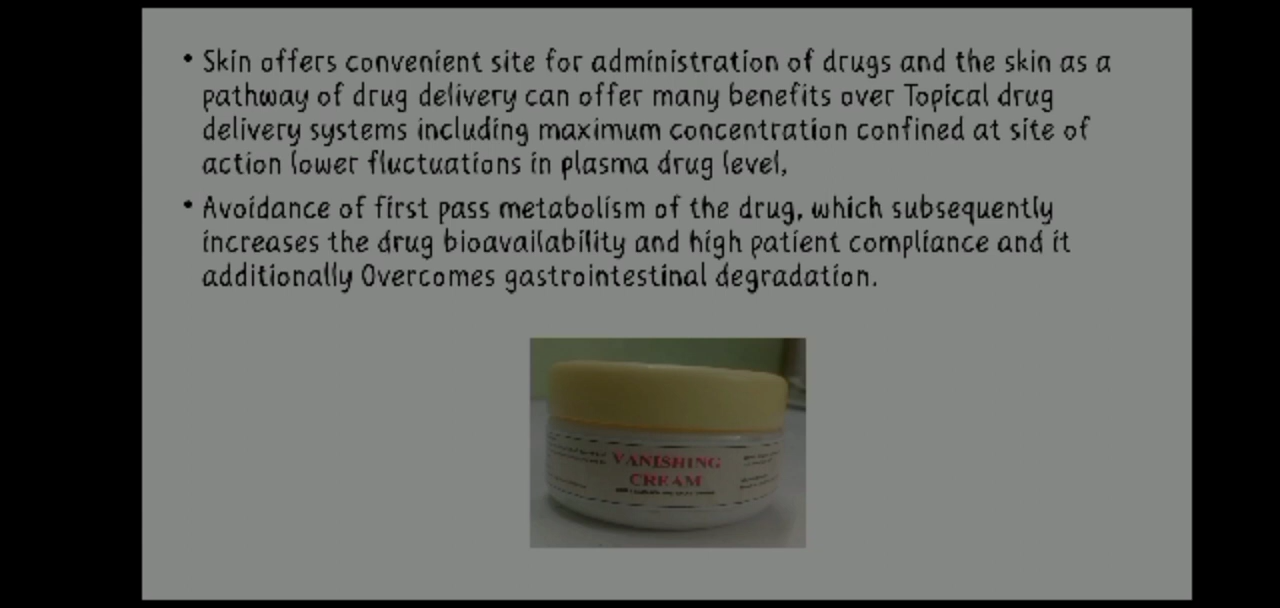 • Skin offers convenient site for administration of drugs and the skin as a
pathway of drug delivery can offer many benefits over Topical drug
delivery systems including maximum concentration confined at site of
action lower fluctuations in plasma drug level,
• Avoidance of first pass metabolism of the drug, which subsequently
increases the drug bioavailability and high patient compliance and it
additionally Overcomes gastrointestinal degradation.
VANISHING
CREAM